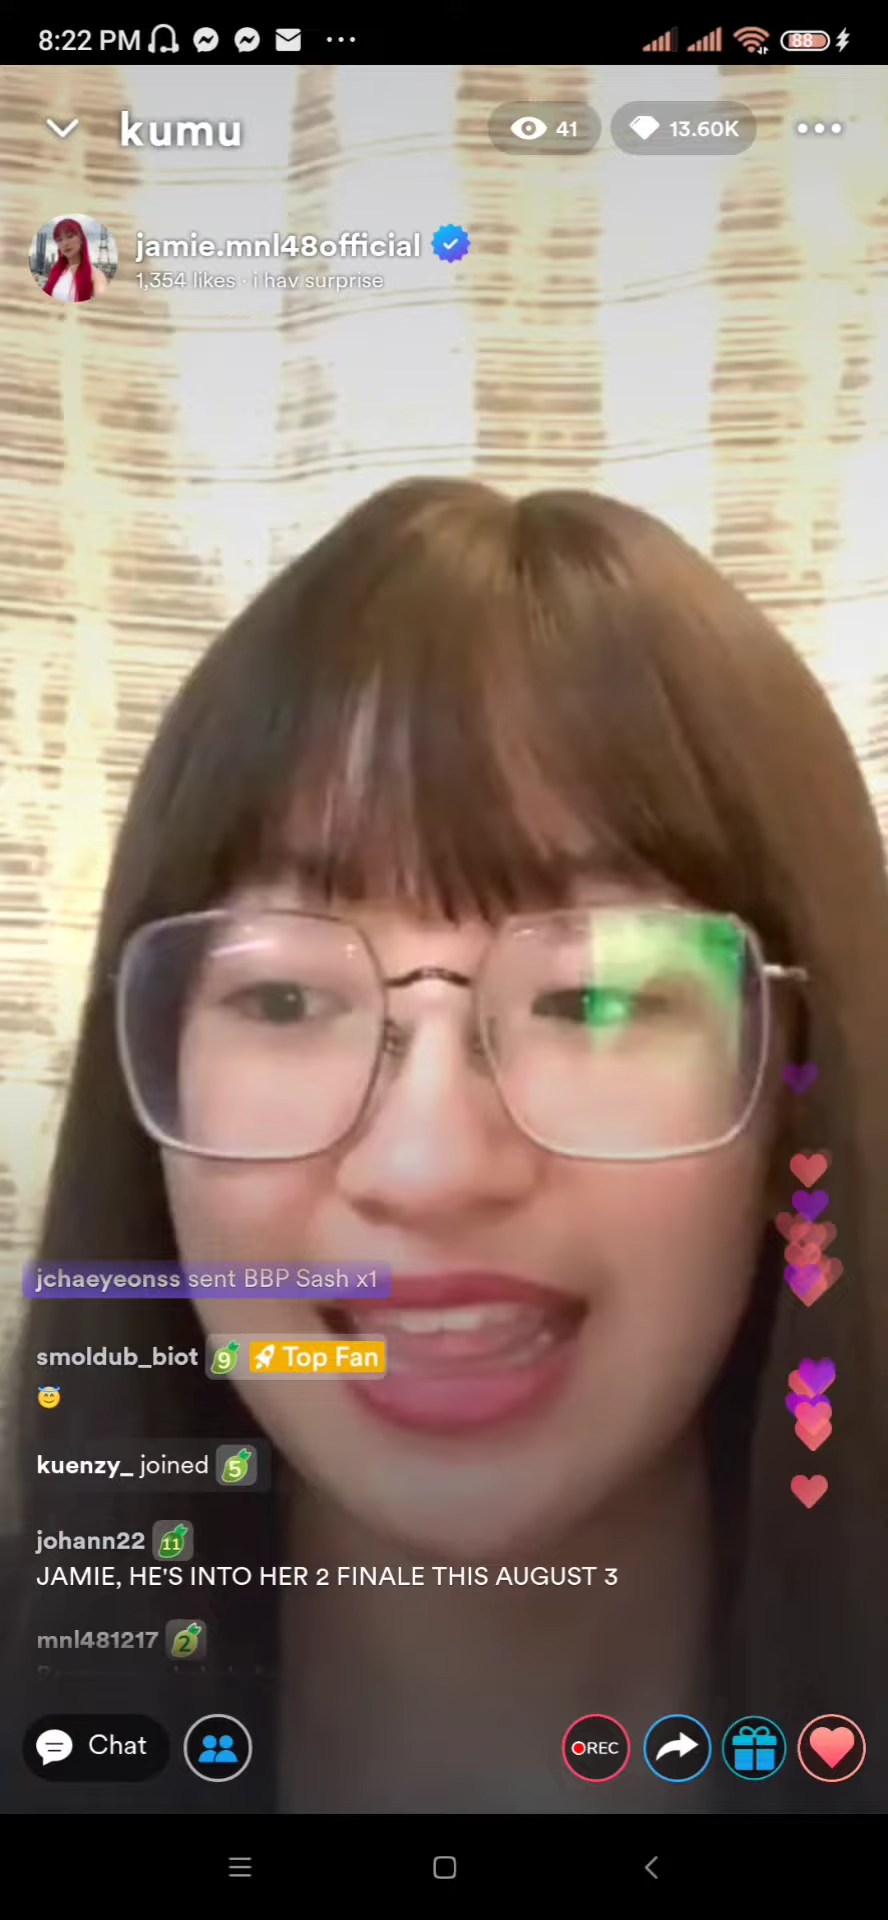 8:22 PM
88
kumu
41
13.60K
jamie.mnl48official
1,354 likes · i hav surprise
jchaeyeonss sent BBP Sash x1
smoldub_biot 9 Top Fan
😇
kuenzy_ joined 5
johann22 11
JAMIE, HE'S INTO HER 2 FINALE THIS AUGUST 3
mnl481217 2
Chat
REC